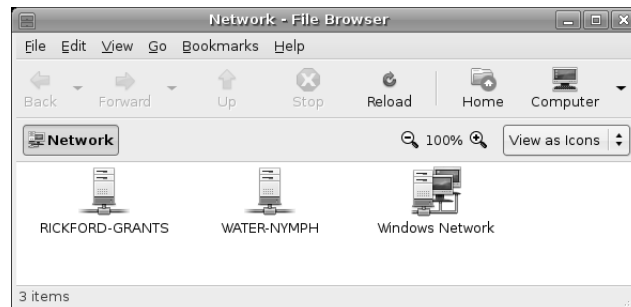 Network - File Browser
File Edit View Go Bookmarks Help
Back Forward Up Stop Reload Home Computer
Network 100% View as Icons
RICKFORD-GRANTS WATER-NYMPH Windows Network
3 items